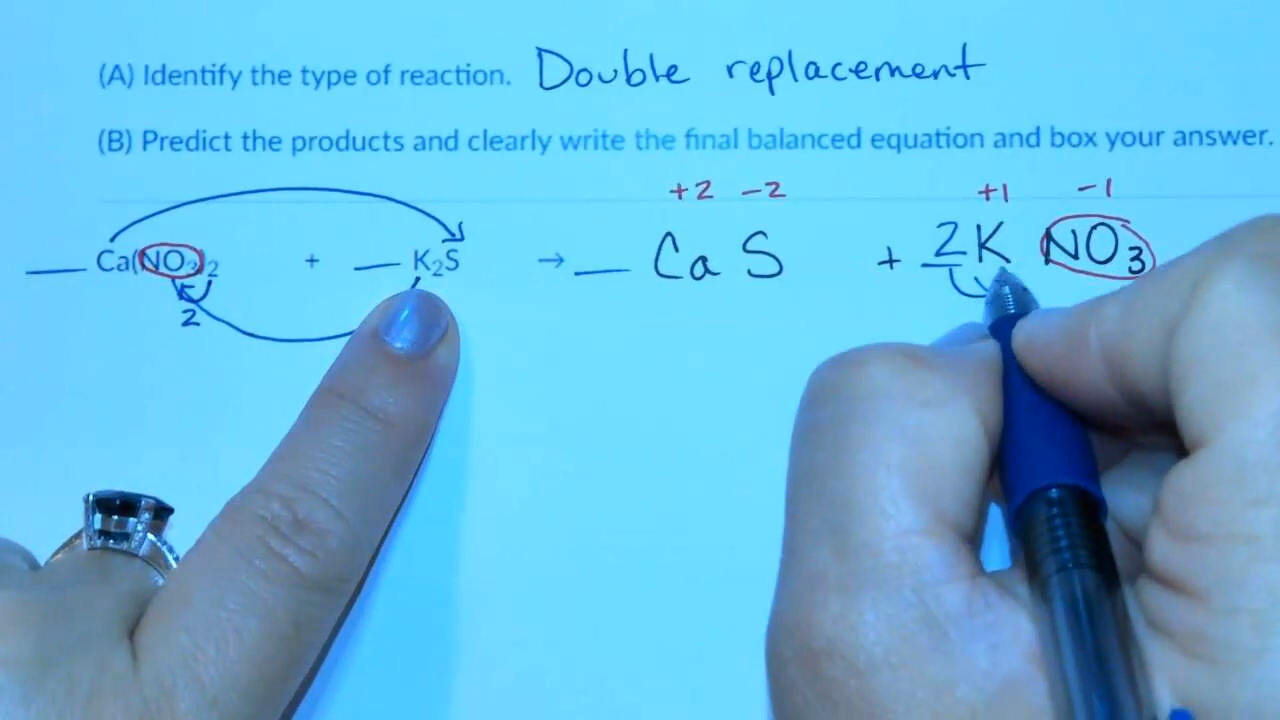 (A) Identify the type of reaction. Double replacement
(B) Predict the products and clearly write the final balanced equation and box your answer.
+2 -2 +1 -1
__ Ca(NO3)2 + __ K2S → __ Ca S + 2K NO3
2